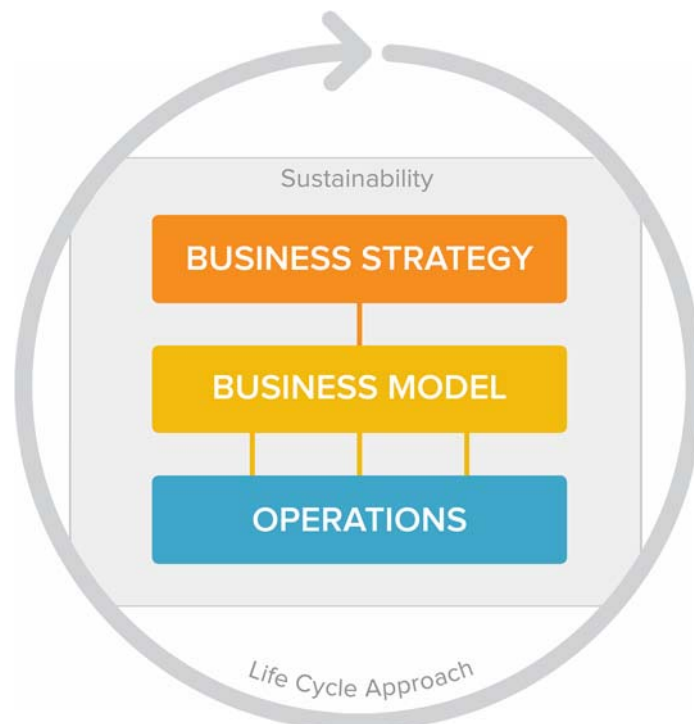 Sustainability
BUSINESS STRATEGY
BUSINESS MODEL
OPERATIONS
Life Cycle Approach